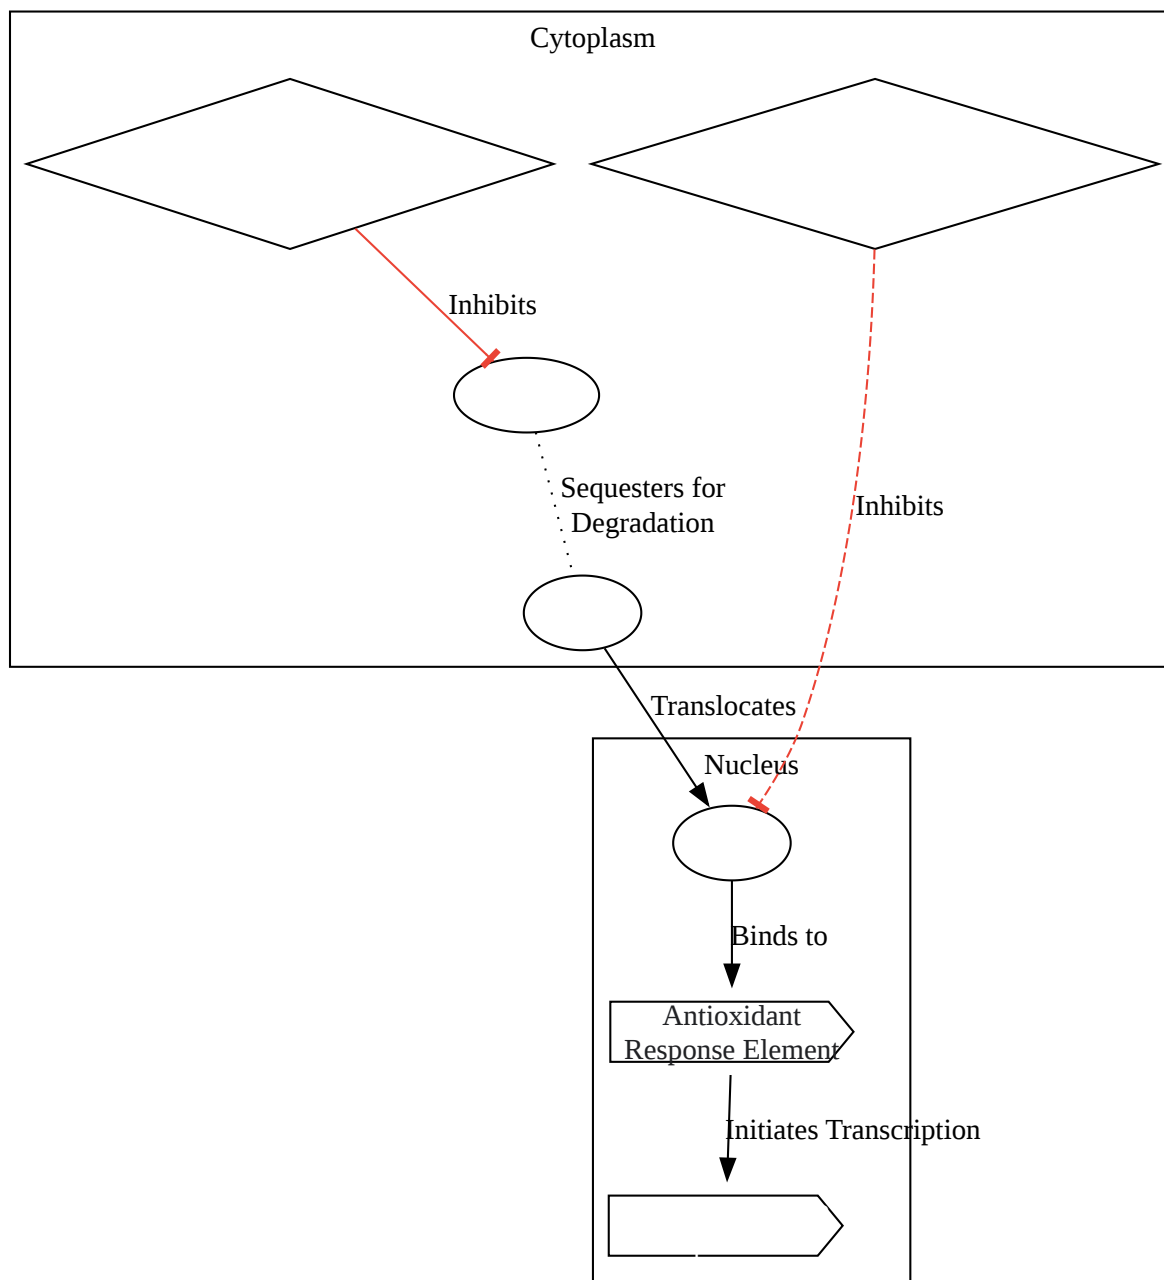 Cytoplasm
Inhibits
Sequesters for
Degradation
Inhibits
Translocates
Nucleus
Binds to
Antioxidant
Response Element
Initiates Transcription